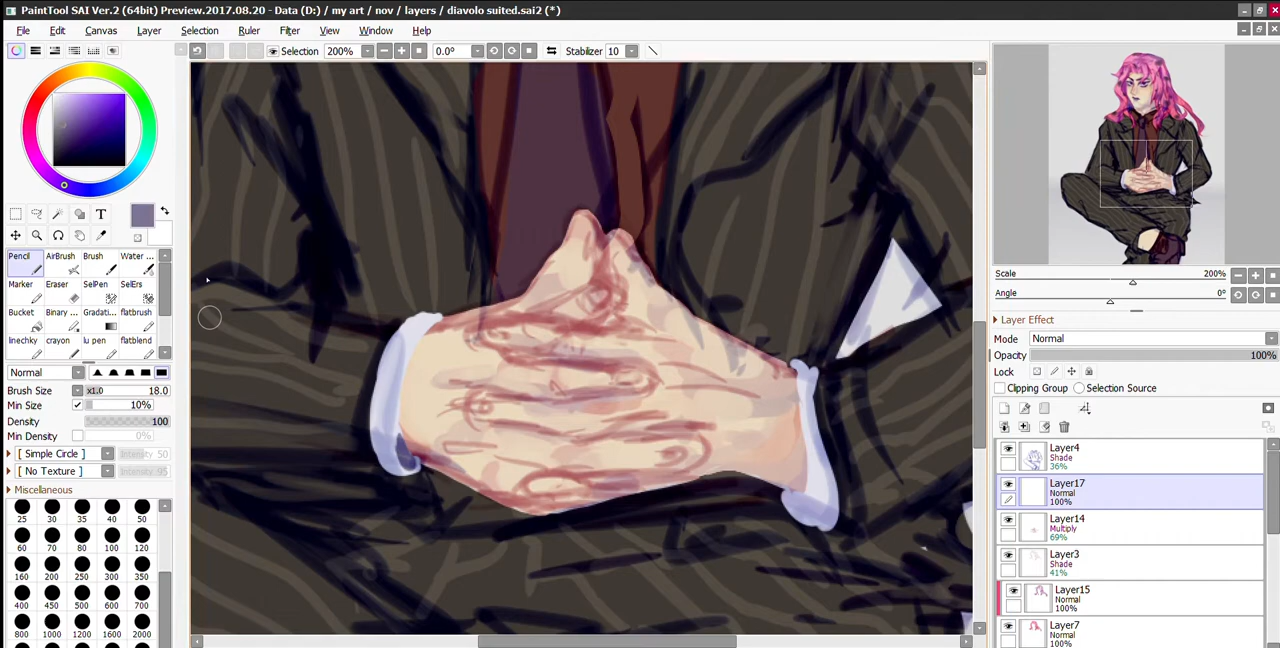 PaintTool SAI Ver.2 (64bit) Preview.2017.08.20 - Data (D:) / my art / nov / layers / diavolo suited.sai2 (*)
File Edit Canvas Layer Selection Ruler Filter View Window Help
Selection 200% 0.0° Stabilizer 10
T
Pencil AirBrush Brush Water ...
Marker Eraser SelPen SelErs
Bucket Binary ... Gradati... flatbrush
linechky crayon lu pen flatblend
Normal
Brush Size x1.0 18.0
Min Size 10%
Density 100
Min Density 0%
[ Simple Circle ] Intensity 50
[ No Texture ] Intensity 95
Miscellaneous
25 30 35 40 50
60 70 80 100 120
160 200 250 300 350
400 450 500 600 700
800 1000 1200 1600 2000
Scale 200%
Angle 0°
Layer Effect
Mode Normal
Opacity 100%
Lock
Clipping Group Selection Source
Layer4
Shade
36%
Layer17
Normal
100%
Layer14
Multiply
69%
Layer3
Shade
41%
Layer15
Normal
100%
Layer7
Normal
100%